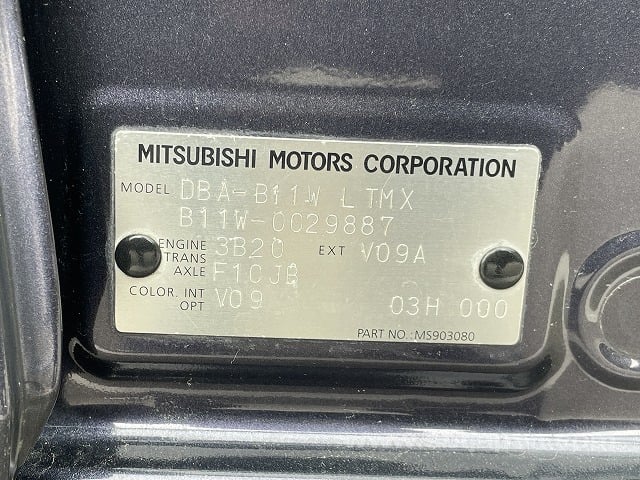 MITSUBISHI MOTORS CORPORATION
MODEL DBA-B11W LTMX
B11W-0029887
ENGINE 3B20 EXT V09A
TRANS
AXLE F1CJB
COLOR. INT V09
OPT 03H 000
PART NO.:MS903080